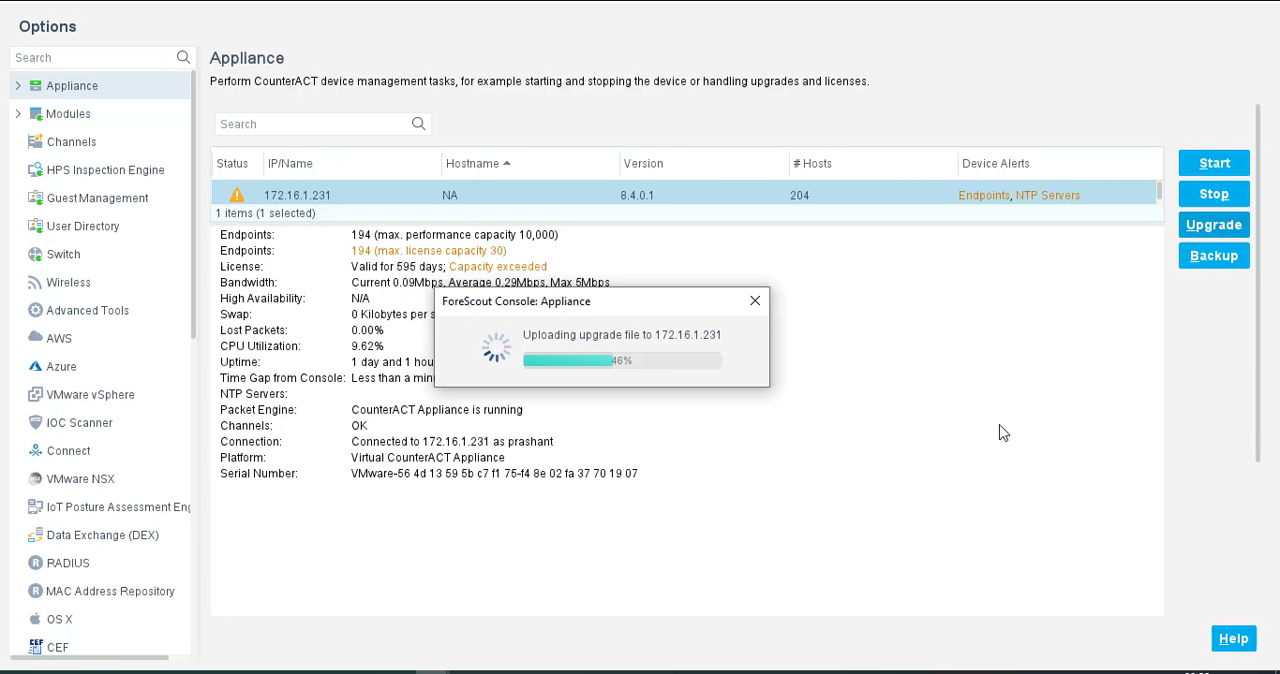 Options
Search
Appliance
Modules
Channels
HPS Inspection Engine
Guest Management
User Directory
Switch
Wireless
Advanced Tools
AWS
Azure
VMware vSphere
IOC Scanner
Connect
VMware NSX
IoT Posture Assessment Eng
Data Exchange (DEX)
RADIUS
MAC Address Repository
OS X
CEF
Appliance
Perform CounterACT device management tasks, for example starting and stopping the device or handling upgrades and licenses.
Search
Status IP/Name Hostname Version # Hosts Device Alerts
172.16.1.231 NA 8.4.0.1 204 Endpoints, NTP Servers
1 items (1 selected)
Endpoints: 194 (max. performance capacity 10,000)
Endpoints: 194 (max. license capacity 30)
License: Valid for 595 days; Capacity exceeded
Bandwidth: Current 0.09Mbps, Average 0.29Mbps, Max 5Mbps
High Availability: N/A
Swap: 0 Kilobytes per s
Lost Packets: 0.00%
CPU Utilization: 9.62%
Uptime: 1 day and 1 hou
Time Gap from Console: Less than a min
NTP Servers:
Packet Engine: CounterACT Appliance is running
Channels: OK
Connection: Connected to 172.16.1.231 as prashant
Platform: Virtual CounterACT Appliance
Serial Number: VMware-56 4d 13 59 5b c7 f1 75-f4 8e 02 fa 37 70 19 07
ForeScout Console: Appliance
Uploading upgrade file to 172.16.1.231
46%
Start
Stop
Upgrade
Backup
Help